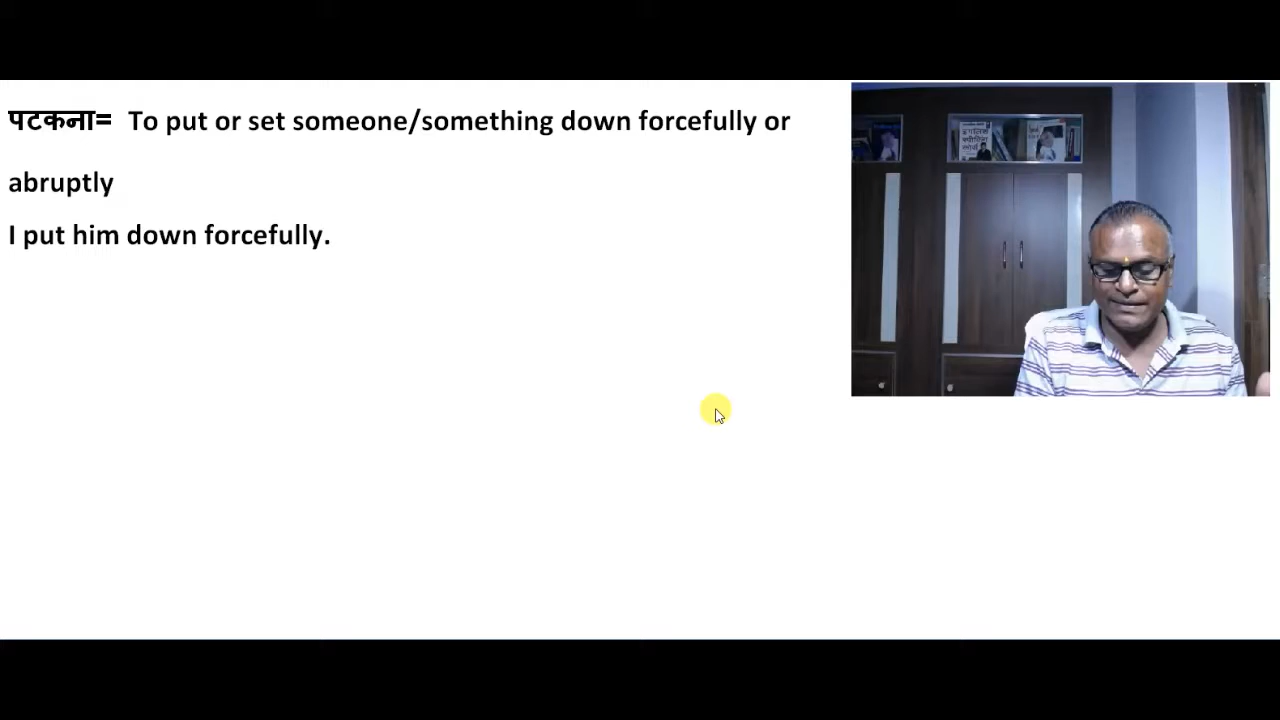 पटकना= To put or set someone/something down forcefully or
abruptly
I put him down forcefully.